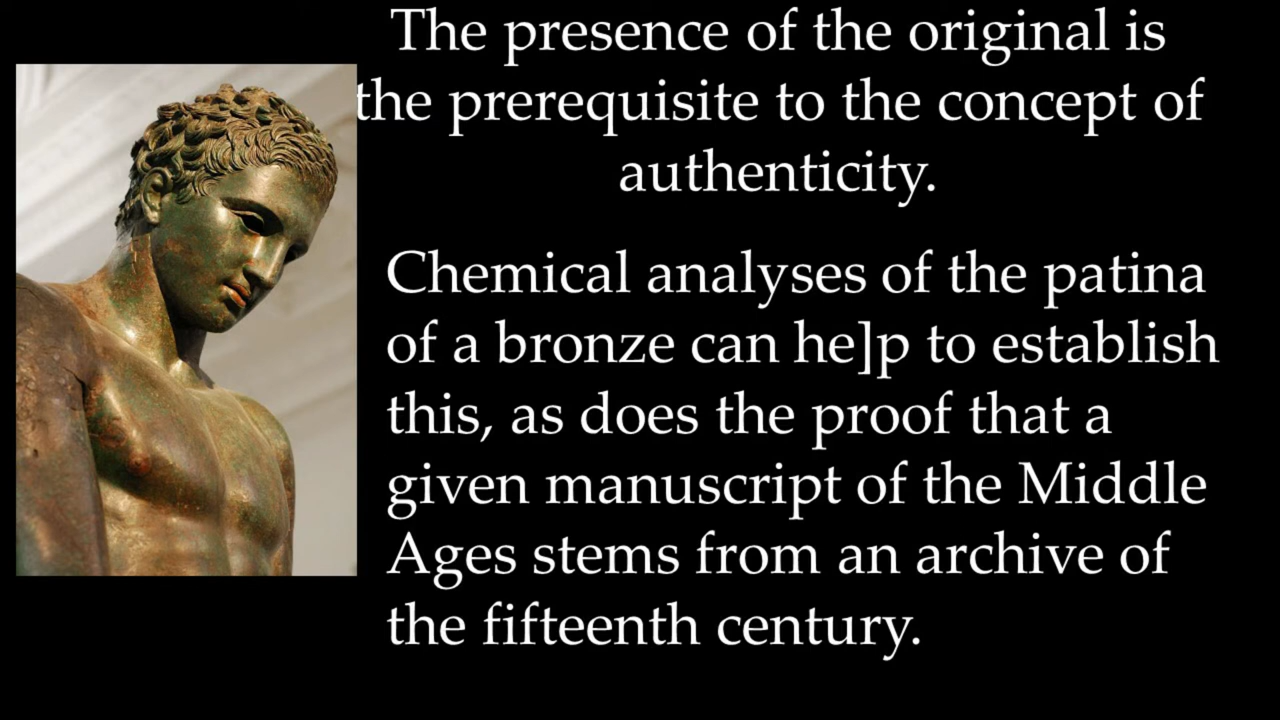 The presence of the original is
the prerequisite to the concept of
authenticity.
Chemical analyses of the patina
of a bronze can he]p to establish
this, as does the proof that a
given manuscript of the Middle
Ages stems from an archive of
the fifteenth century.